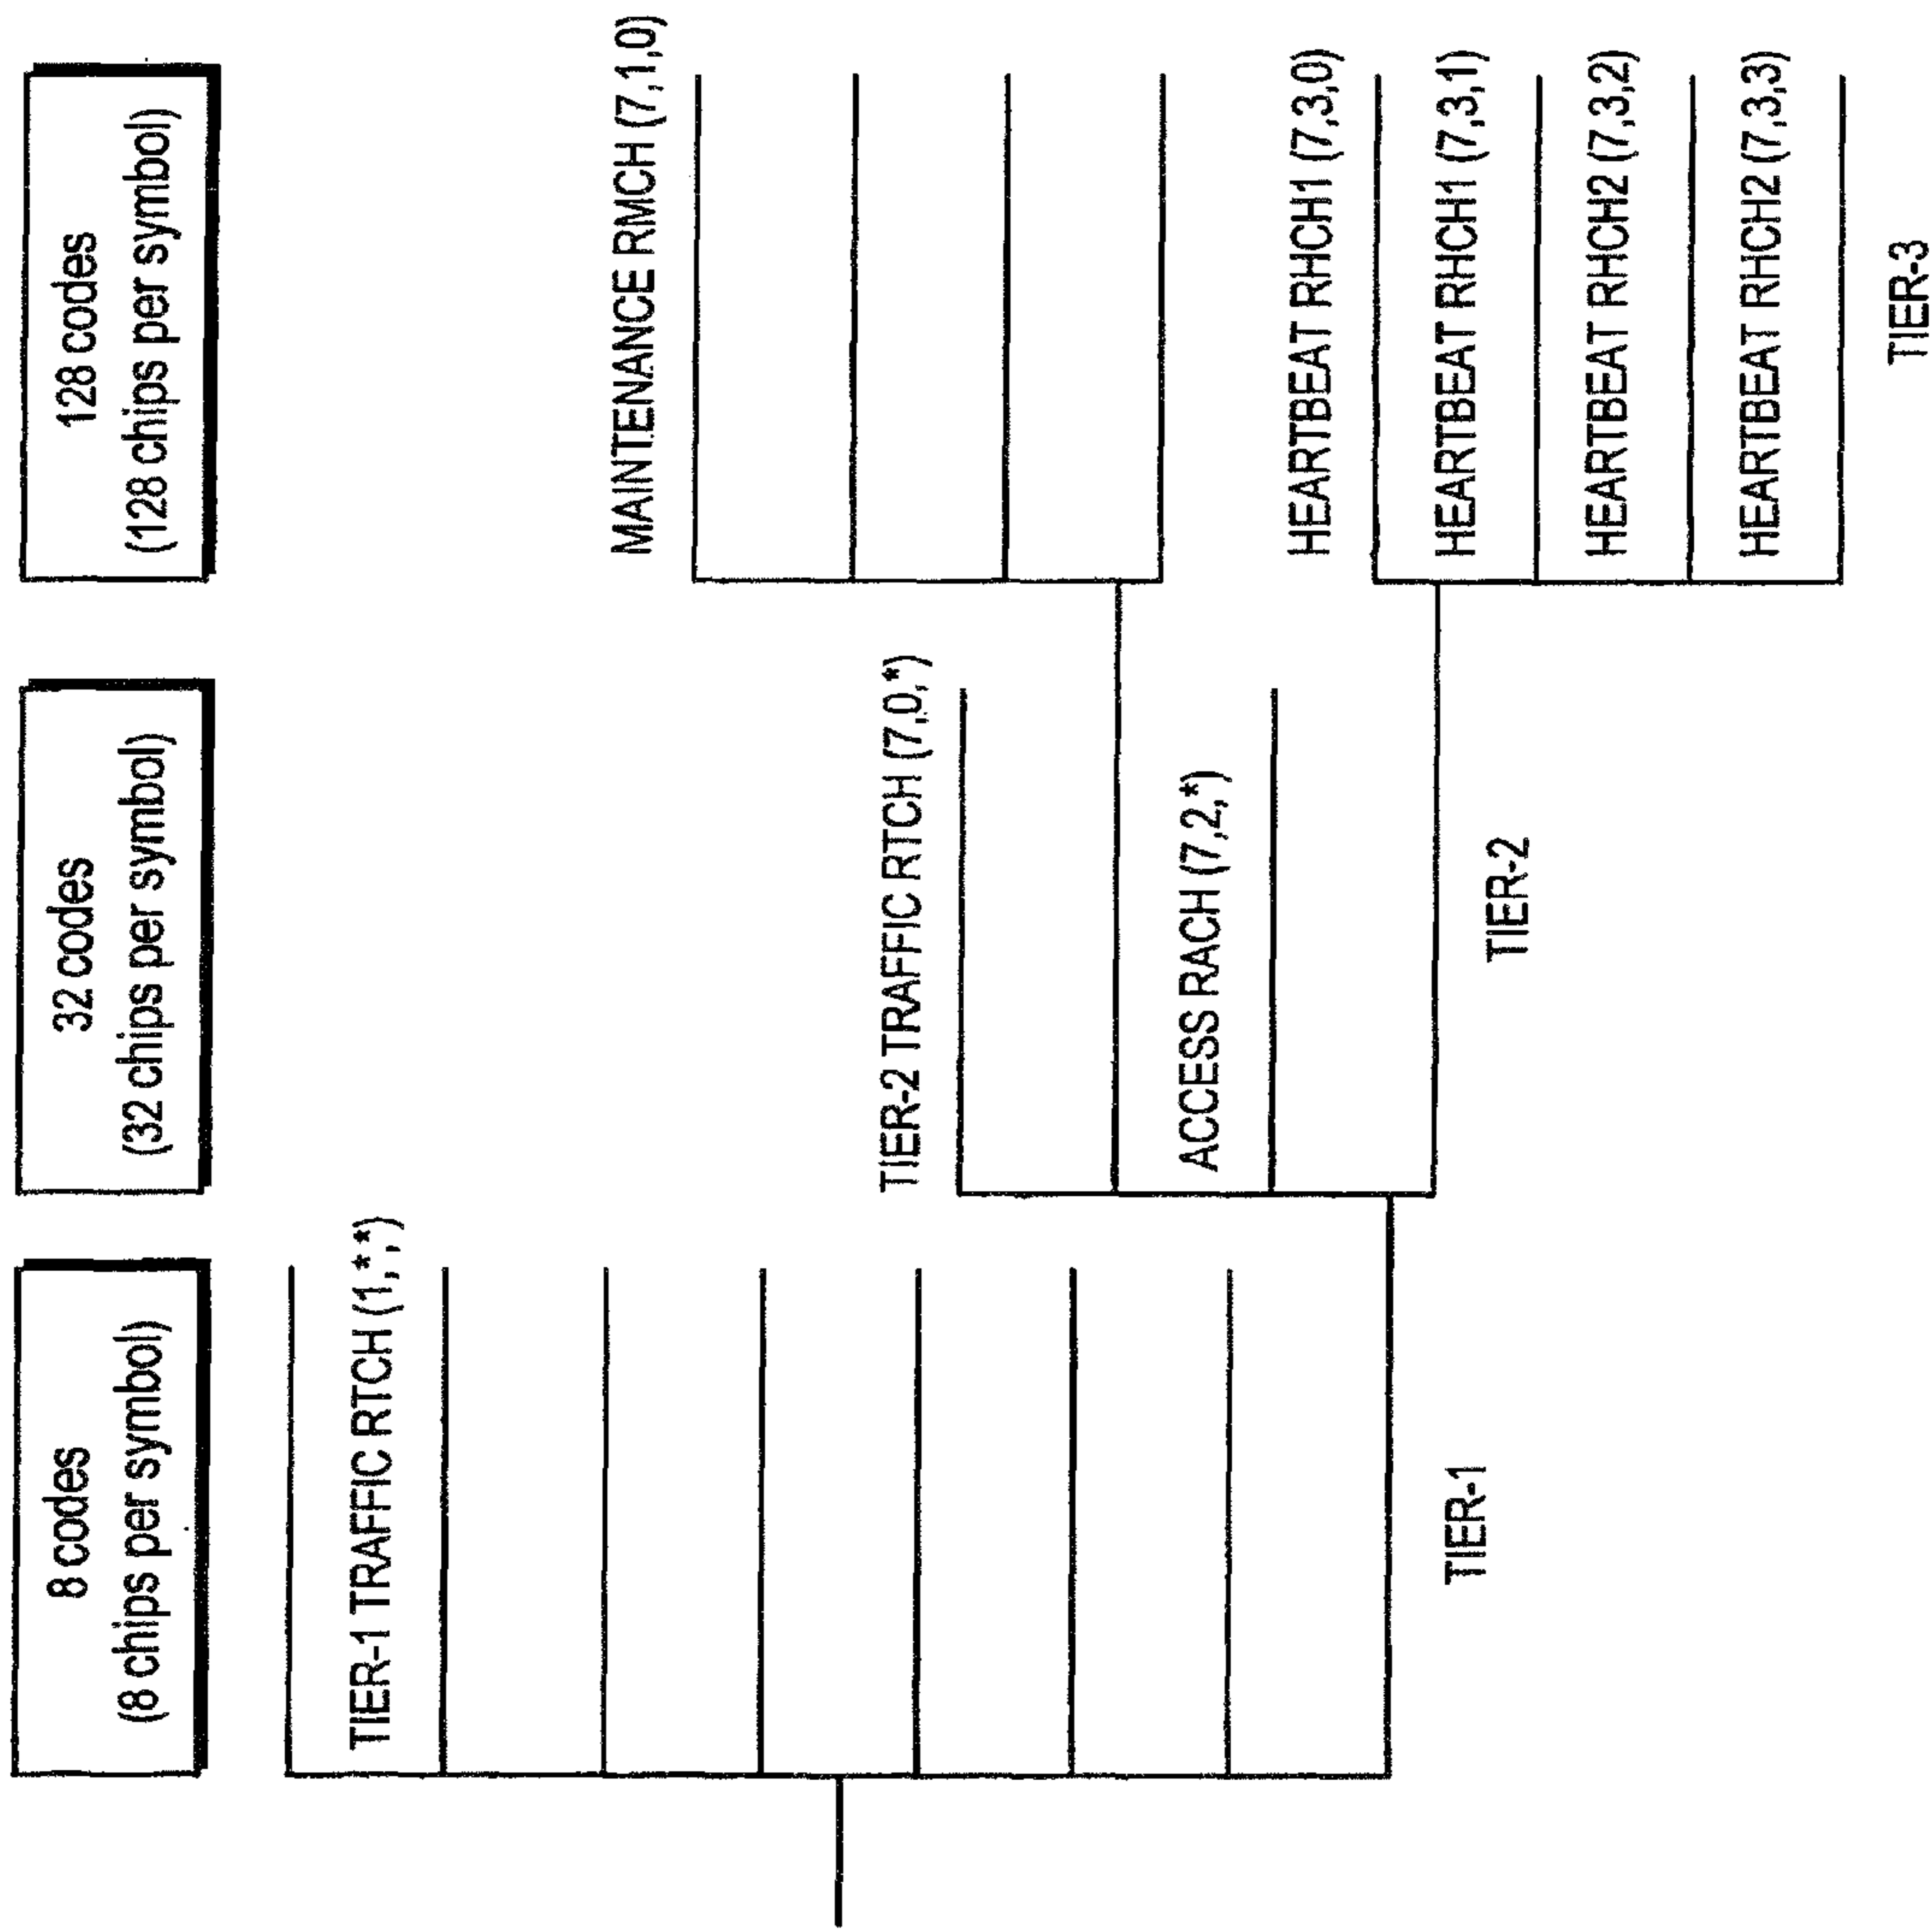 8 codes
(8 chips per symbol)
32 codes
(32 chips per symbol)
128 codes
(128 chips per symbol)
TIER-1 TRAFFIC RTCH (1,*,*)
MAINTENANCE RMCH (7,1,0)
TIER-2 TRAFFIC RTCH (7,0,*)
ACCESS RACH (7,2,*)
HEARTBEAT RHCH1 (7,3,0)
HEARTBEAT RHCH1 (7,3,1)
HEARTBEAT RHCH2 (7,3,2)
HEARTBEAT RHCH2 (7,3,3)
TIER-1
TIER-2
TIER-3